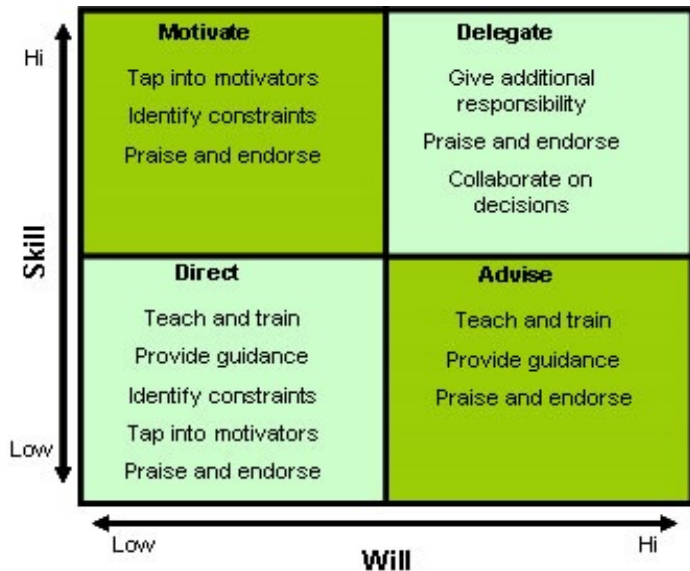 Hi
Skill
Low
Motivate
Tap into motivators
Identify constraints
Praise and endorse
Delegate
Give additional
responsibility
Praise and endorse
Collaborate on
decisions
Direct
Teach and train
Provide guidance
Identify constraints
Tap into motivators
Praise and endorse
Advise
Teach and train
Provide guidance
Praise and endorse
Low
Will
Hi